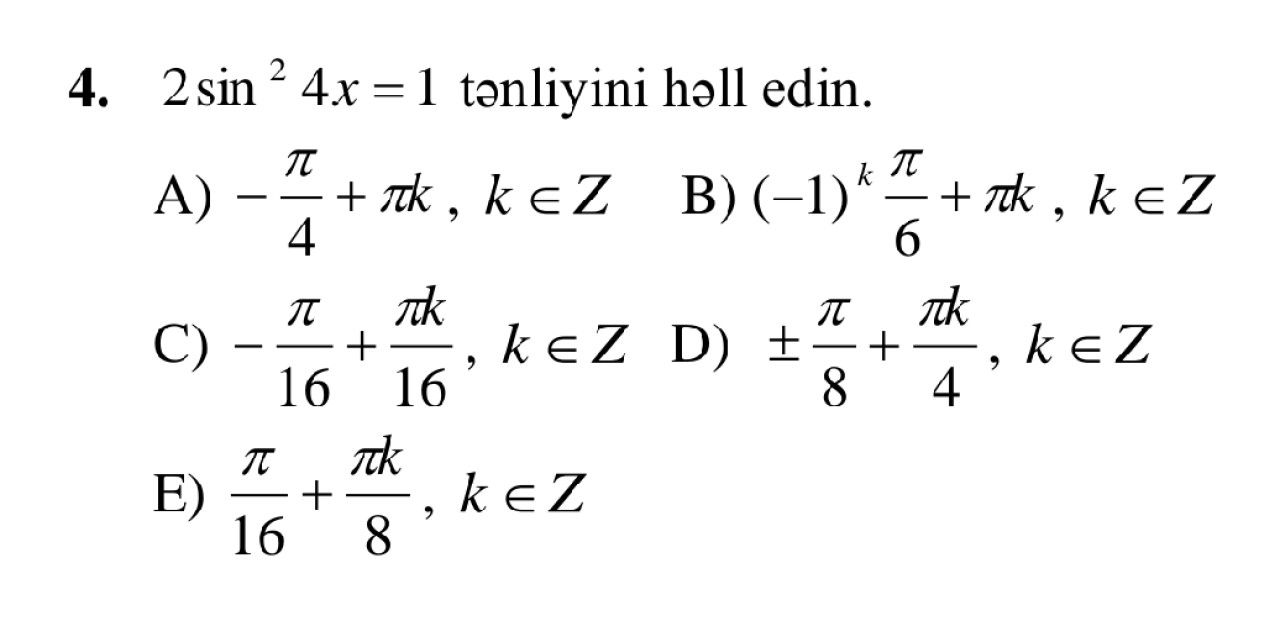 4. 2 sin ² 4x = 1 tənliyini həll edin.
A) −π/4 + πk , k ∈ Z B) (−1)ᵏ π/6 + πk , k ∈ Z
C) −π/16 + πk/16 , k ∈ Z D) ±π/8 + πk/4 , k ∈ Z
E) π/16 + πk/8 , k ∈ Z